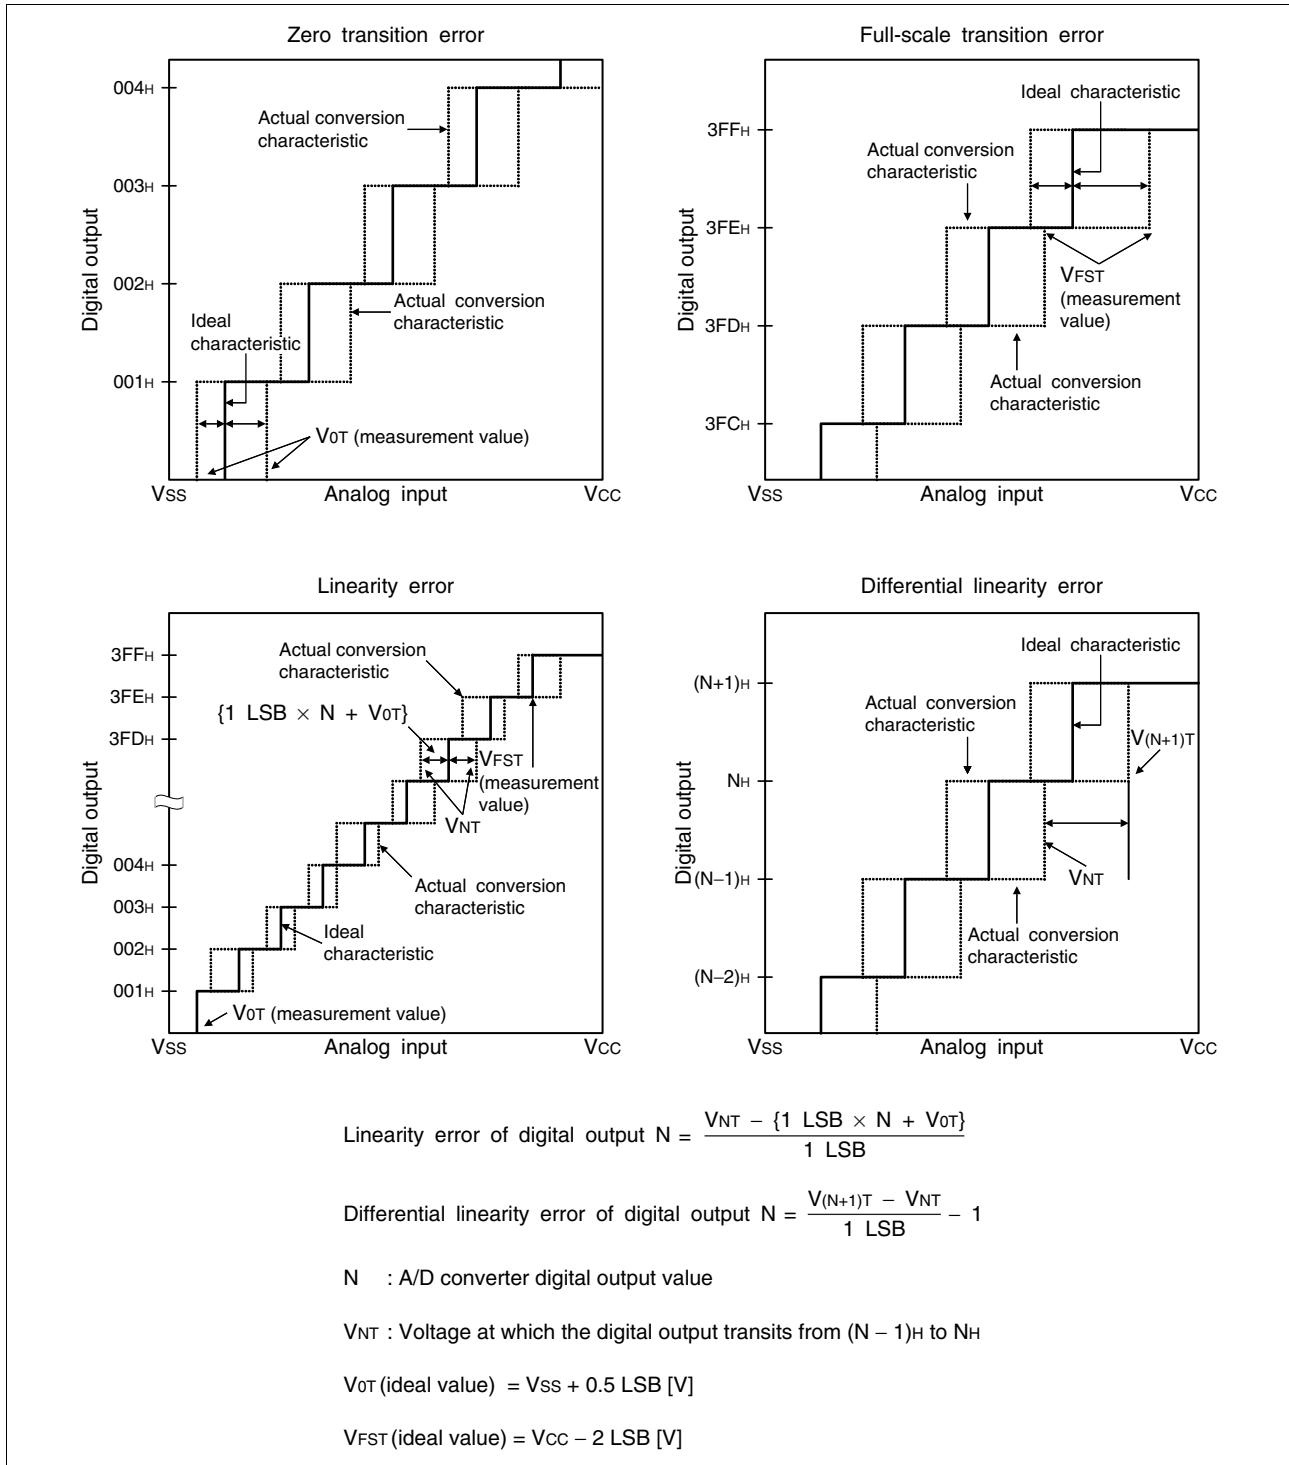 Zero transition error
004H
003H
002H
001H
Digital output
Actual conversion
characteristic
Ideal
characteristic
Actual conversion
characteristic
V0T (measurement value)
VSS
Analog input
VCC
Full-scale transition error
3FFH
3FEH
3FDH
3FCH
Digital output
Ideal characteristic
Actual conversion
characteristic
VFST
(measurement
value)
Actual conversion
characteristic
VSS
Analog input
VCC
Linearity error
3FFH
3FEH
3FDH
004H
003H
002H
001H
Digital output
Actual conversion
characteristic
{1 LSB × N + V0T}
VFST
(measurement
value)
VNT
Actual conversion
characteristic
Ideal
characteristic
V0T (measurement value)
VSS
Analog input
VCC
Differential linearity error
(N+1)H
NH
(N−1)H
(N−2)H
Digital output
Ideal characteristic
Actual conversion
characteristic
V(N+1)T
VNT
Actual conversion
characteristic
VSS
Analog input
VCC
Linearity error of digital output N = VNT − {1 LSB × N + V0T}
1 LSB
Differential linearity error of digital output N = V(N+1)T − VNT − 1
1 LSB
N : A/D converter digital output value
VNT : Voltage at which the digital output transits from (N − 1)H to NH
V0T (ideal value) = VSS + 0.5 LSB [V]
VFST (ideal value) = VCC − 2 LSB [V]